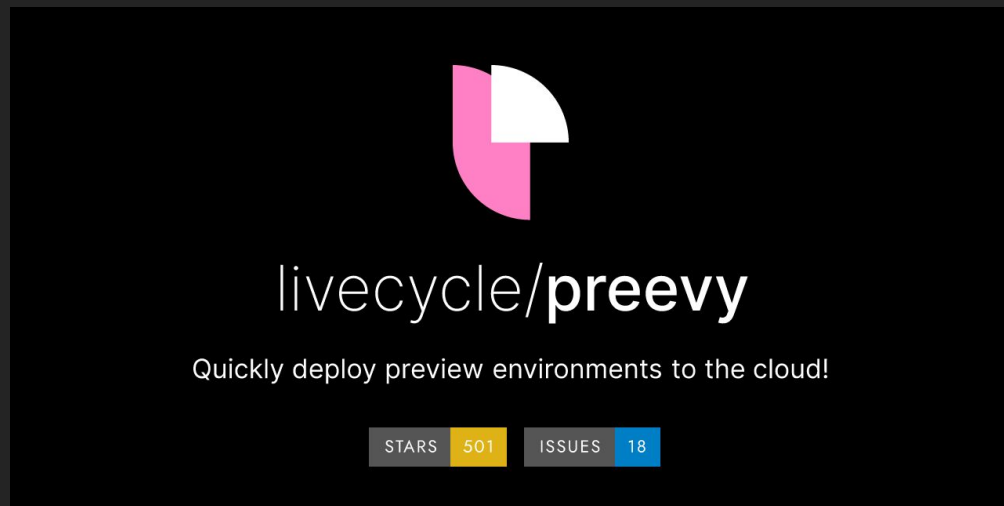 livecycle/preevy
Quickly deploy preview environments to the cloud!
STARS 501 ISSUES 18